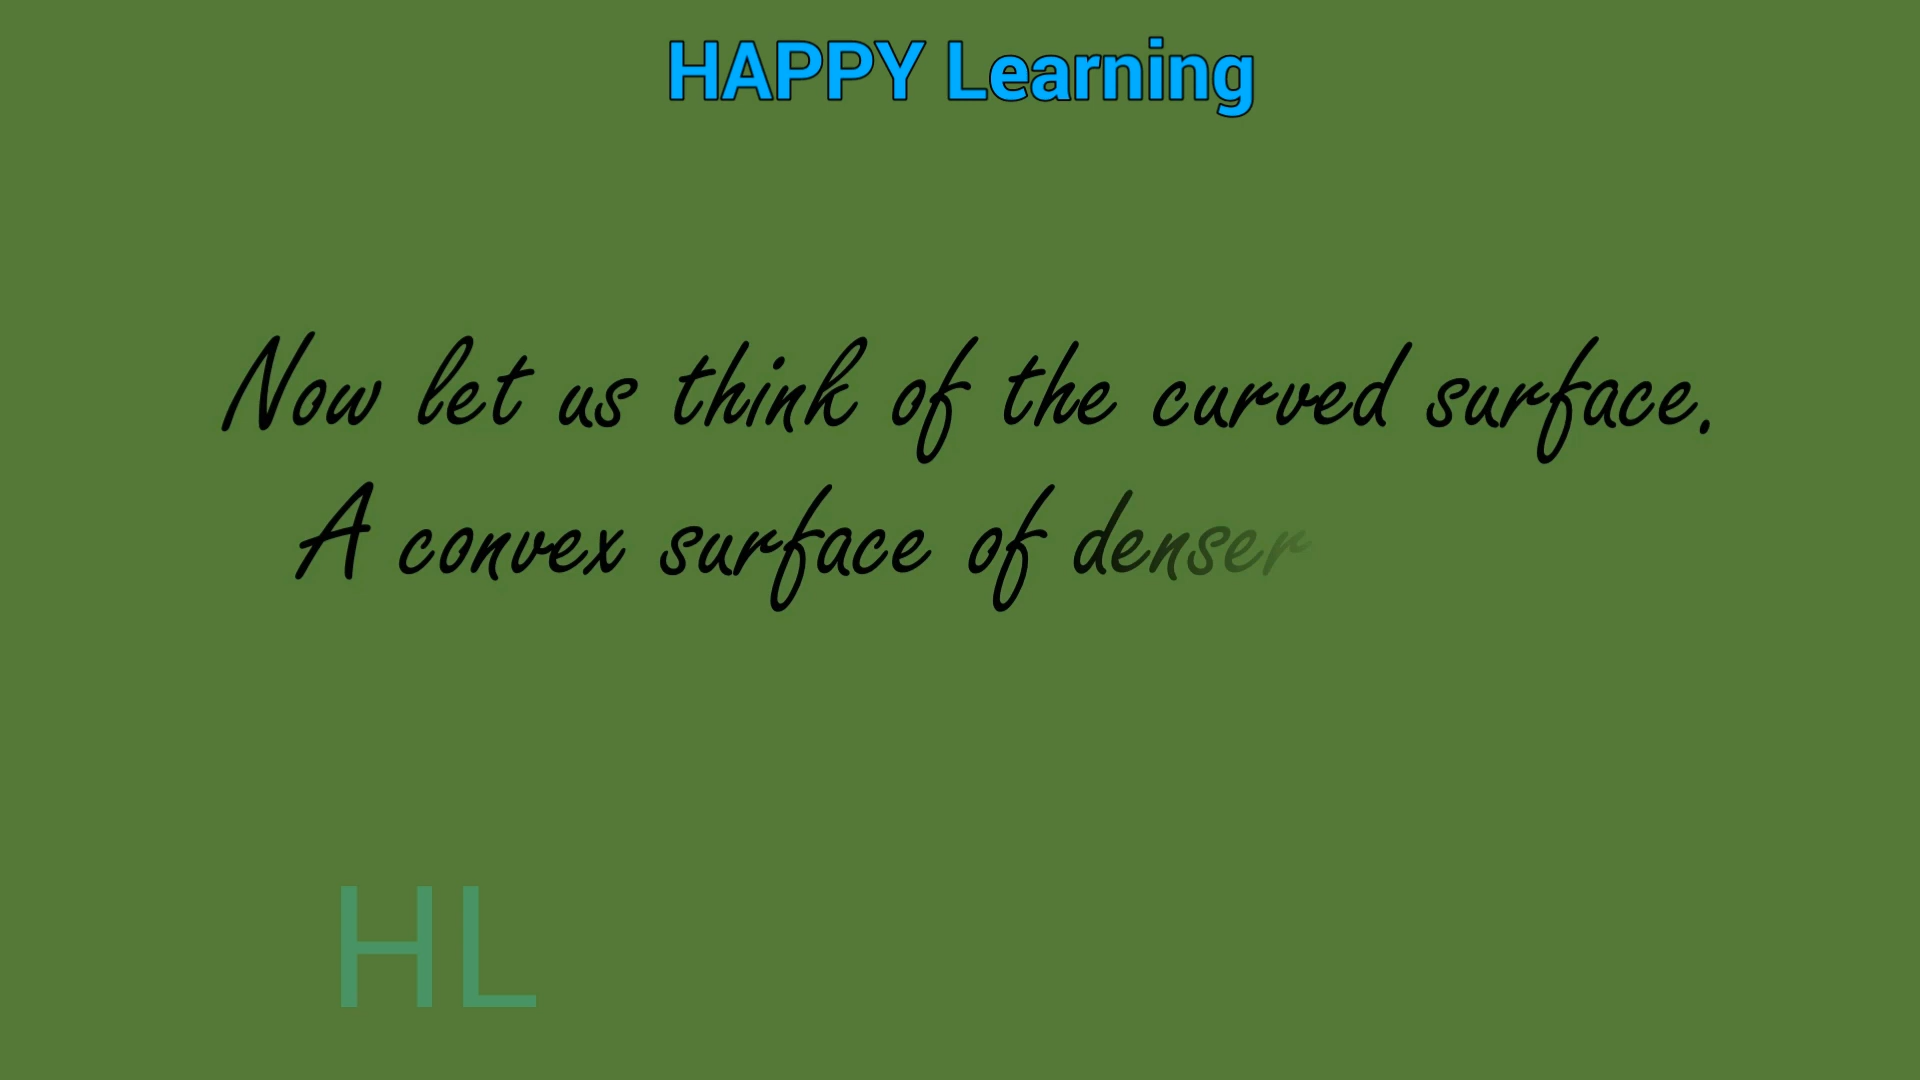 HAPPY Learning
Now let us think of the curved surface.
A convex surface of denser
HL